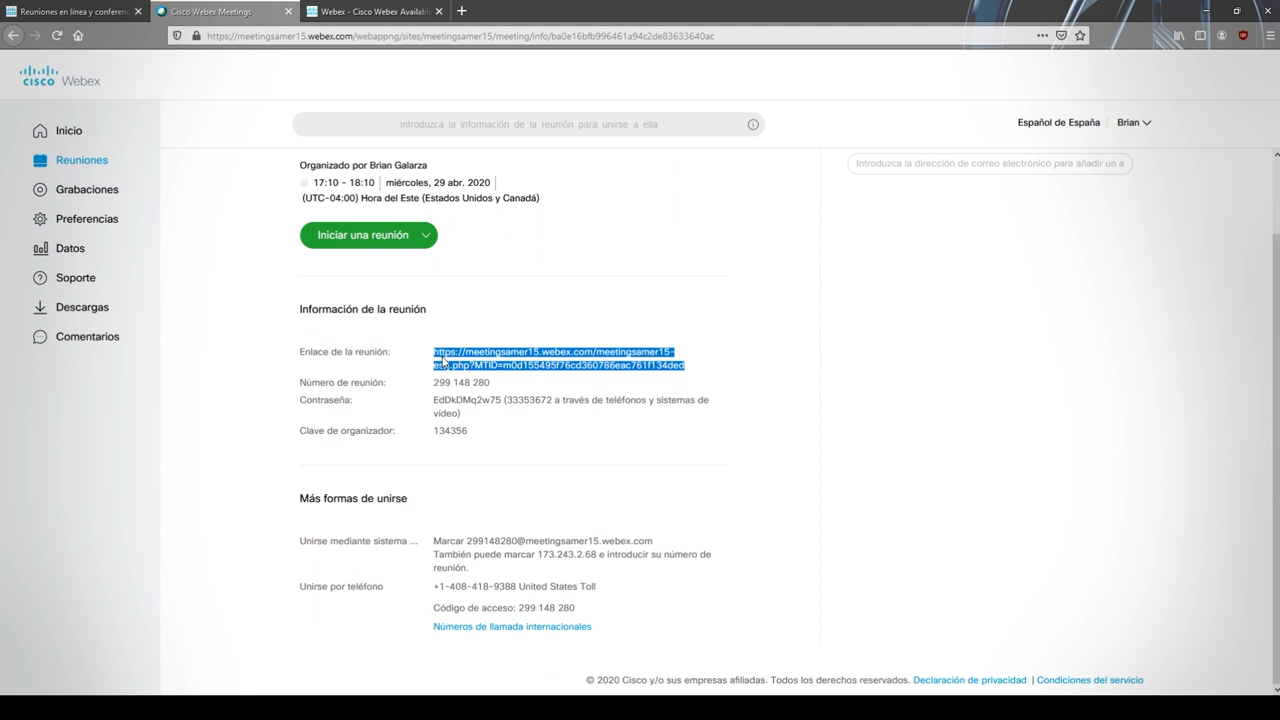 Reuniones en línea y conferen
Cisco Webex Meetings
Webex - Cisco Webex Available
https://meetingsamer15.webex.com/webappng/sites/meetingsamer15/meeting/info/ba0e16bfb996461a94c2de83633640ac
CISCO Webex
Introduzca la información de la reunión para unirse a ella
Español de España
Brian
Inicio
Reuniones
Grabaciones
Preferencias
Datos
Soporte
Descargas
Comentarios
Introduzca la dirección de correo electrónico para añadir un a
Organizado por Brian Galarza
17:10 - 18:10 | miércoles, 29 abr. 2020 |
(UTC-04:00) Hora del Este (Estados Unidos y Canadá)
Iniciar una reunión
Información de la reunión
Enlace de la reunión: https://meetingsamer15.webex.com/meetingsamer15-
.php?MTID=m0d155495f76cd360786eac761f134ded
Número de reunión: 299 148 280
Contraseña: EdDkDMq2w75 (33353672 a través de teléfonos y sistemas de
vídeo)
Clave de organizador: 134356
Más formas de unirse
Unirse mediante sistema ... Marcar 299148280@meetingsamer15.webex.com
También puede marcar 173.243.2.68 e introducir su número de
reunión.
Unirse por teléfono +1-408-418-9388 United States Toll
Código de acceso: 299 148 280
Números de llamada internacionales
© 2020 Cisco y/o sus empresas afiliadas. Todos los derechos reservados. Declaración de privacidad | Condiciones del servicio